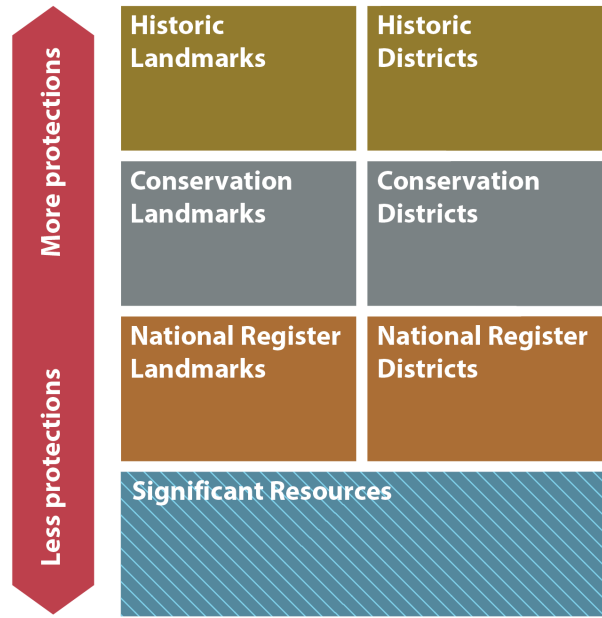 More protections
Less protections
Historic
Landmarks
Historic
Districts
Conservation
Landmarks
Conservation
Districts
National Register
Landmarks
National Register
Districts
Significant Resources